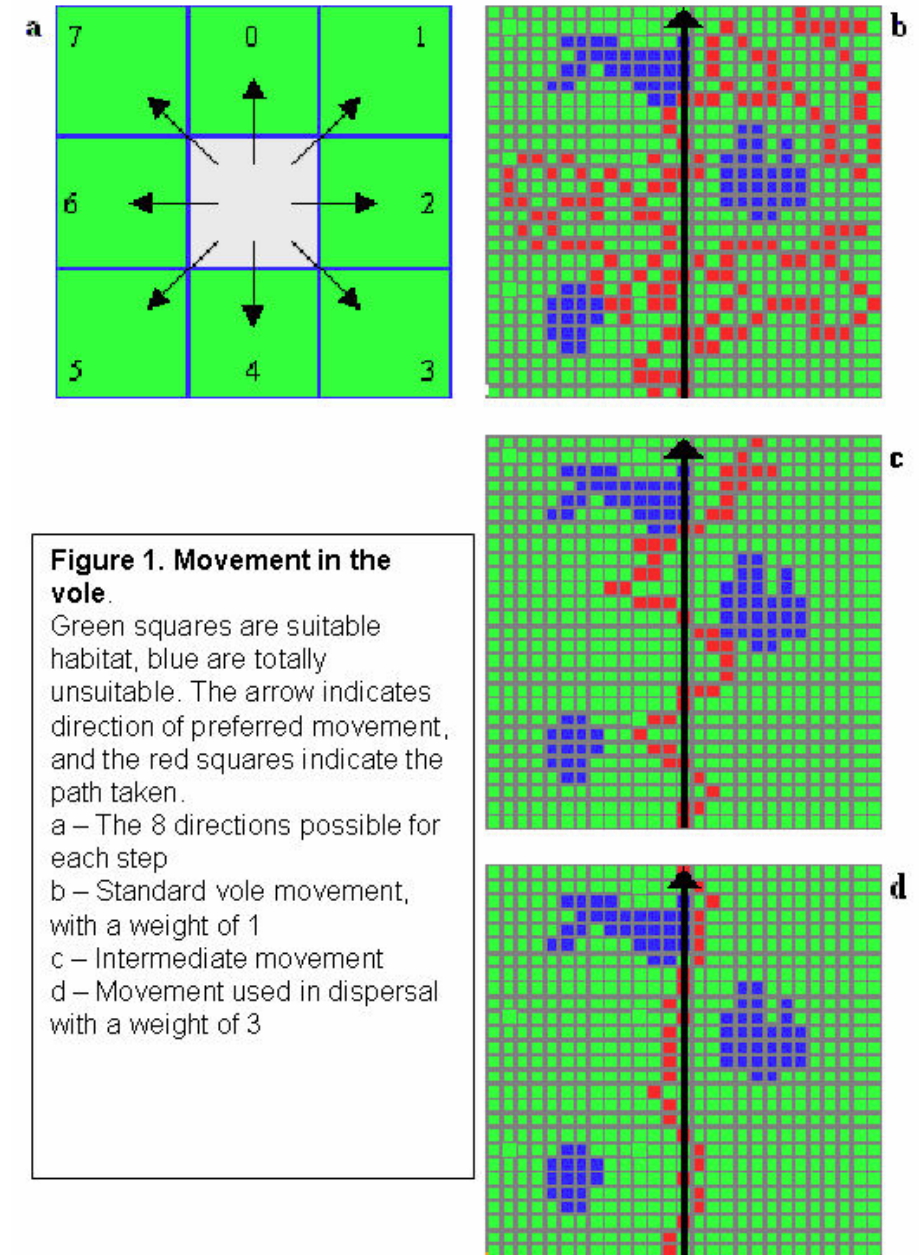 a
7 0 1
6 2
5 4 3
b
c
d
Figure 1. Movement in the
vole.
Green squares are suitable
habitat, blue are totally
unsuitable. The arrow indicates
direction of preferred movement,
and the red squares indicate the
path taken.
a – The 8 directions possible for
each step
b – Standard vole movement,
with a weight of 1
c – Intermediate movement
d – Movement used in dispersal
with a weight of 3